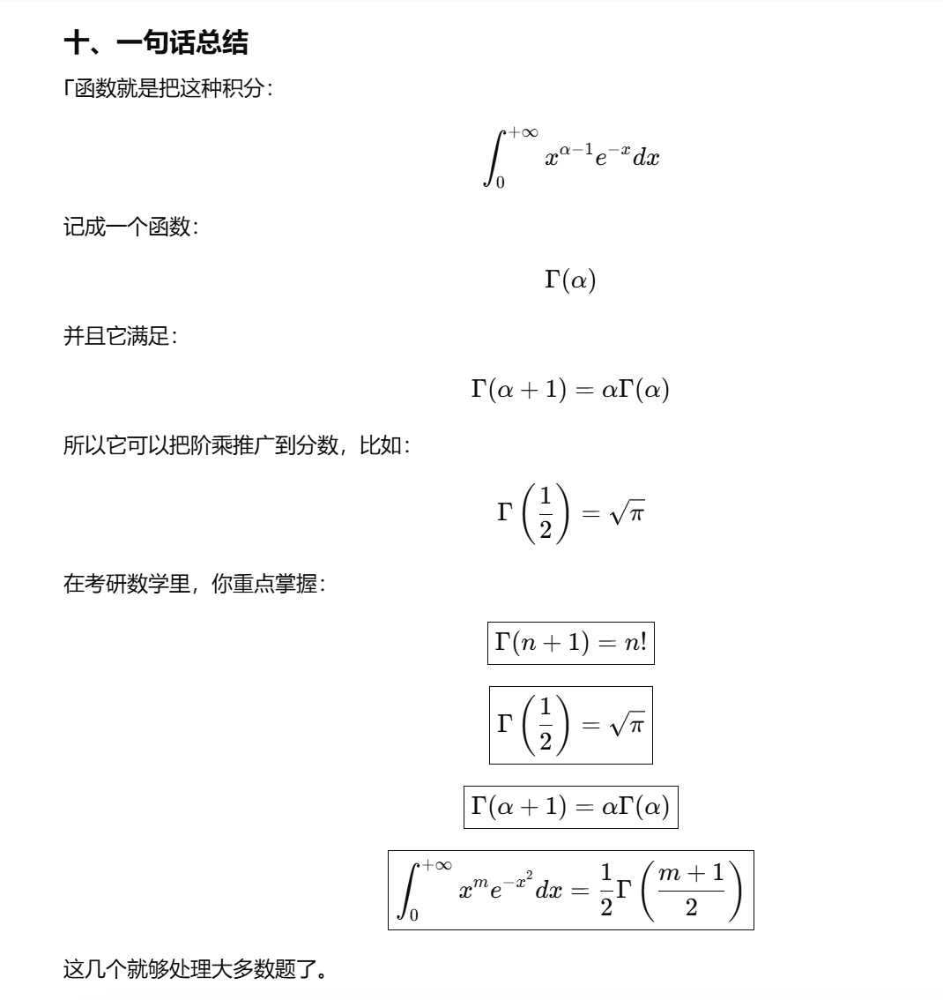 十、一句话总结
Γ函数就是把这种积分：
$$\int_0^{+\infty} x^{\alpha-1}e^{-x}dx$$
记成一个函数：
$$\Gamma(\alpha)$$
并且它满足：
$$\Gamma(\alpha+1)=\alpha\Gamma(\alpha)$$
所以它可以把阶乘推广到分数，比如：
$$\Gamma\left(\frac{1}{2}\right)=\sqrt{\pi}$$
在考研数学里，你重点掌握：
$$\boxed{\Gamma(n+1)=n!}$$
$$\boxed{\Gamma\left(\frac{1}{2}\right)=\sqrt{\pi}}$$
$$\boxed{\Gamma(\alpha+1)=\alpha\Gamma(\alpha)}$$
$$\boxed{\int_0^{+\infty} x^m e^{-x^2}dx=\frac{1}{2}\Gamma\left(\frac{m+1}{2}\right)}$$
这几个就够处理大多数题了。